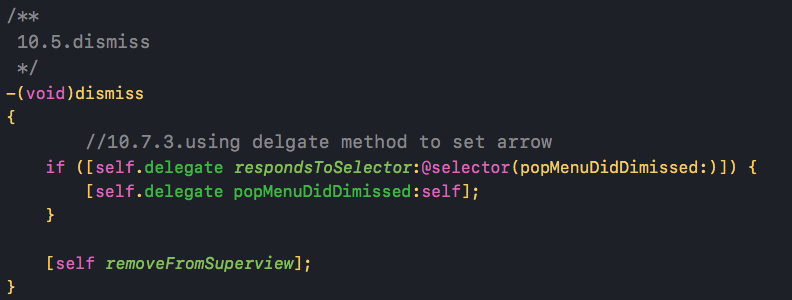 /**
 10.5.dismiss
 */
-(void)dismiss
{
        //10.7.3.using delgate method to set arrow
    if ([self.delegate respondsToSelector:@selector(popMenuDidDimissed:)]) {
        [self.delegate popMenuDidDimissed:self];
    }

    [self removeFromSuperview];
}